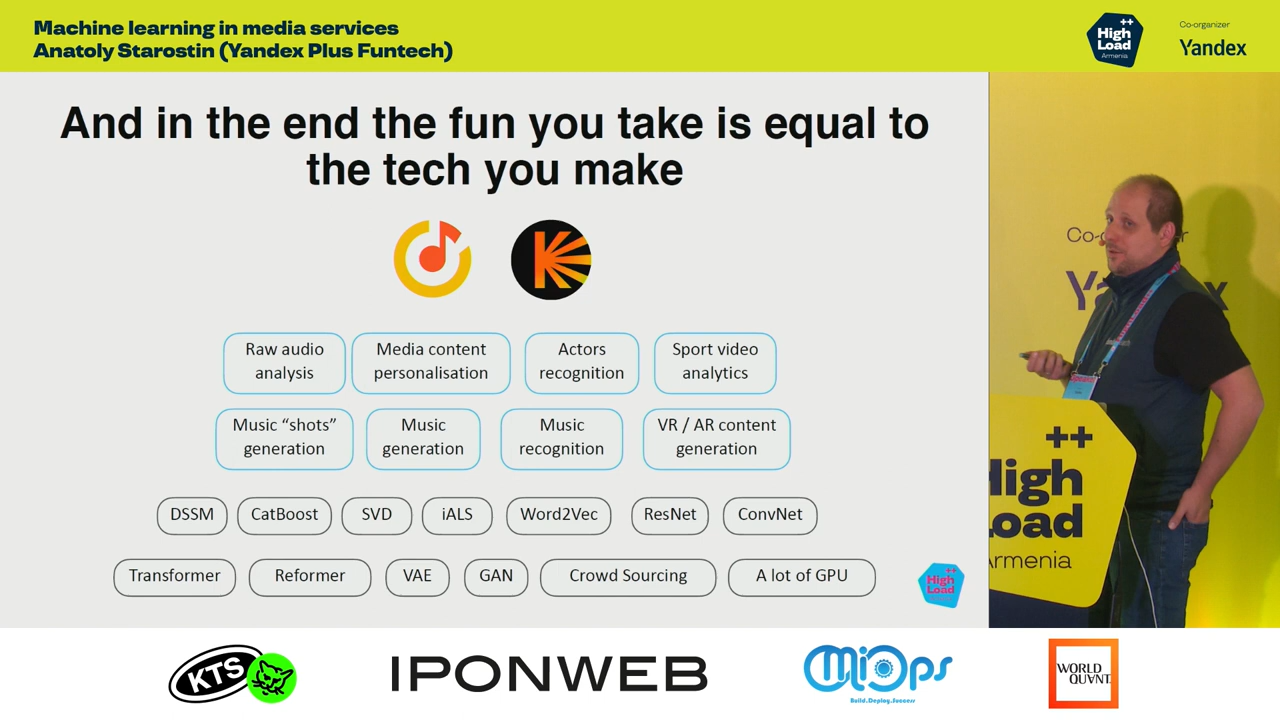 Machine learning in media services
Anatoly Starostin (Yandex Plus Funtech)
++
High
Load
Armenia
Co-organizer
Yandex
And in the end the fun you take is equal to
the tech you make
Raw audio
analysis
Media content
personalisation
Actors
recognition
Sport video
analytics
Music “shots”
generation
Music
generation
Music
recognition
VR / AR content
generation
DSSM
CatBoost
SVD
iALS
Word2Vec
ResNet
ConvNet
Transformer
Reformer
VAE
GAN
Crowd Sourcing
A lot of GPU
++
High
Load
++
High
Load
Armenia
KTS
IPONWEB
MiOps
Build.Deploy.Success
WORLD
QUANT